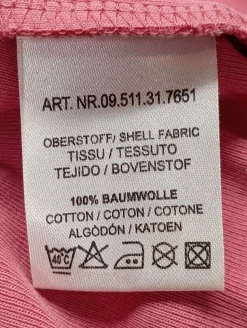 ART. NR.09.511.31.7651
OBERSTOFF/ SHELL FABRIC
TISSU / TESSUTO
TEJIDO / BOVENSTOF
100% BAUMWOLLE
COTTON / COTON / COTONE
ALGÒDÓN / KATOEN
40°C